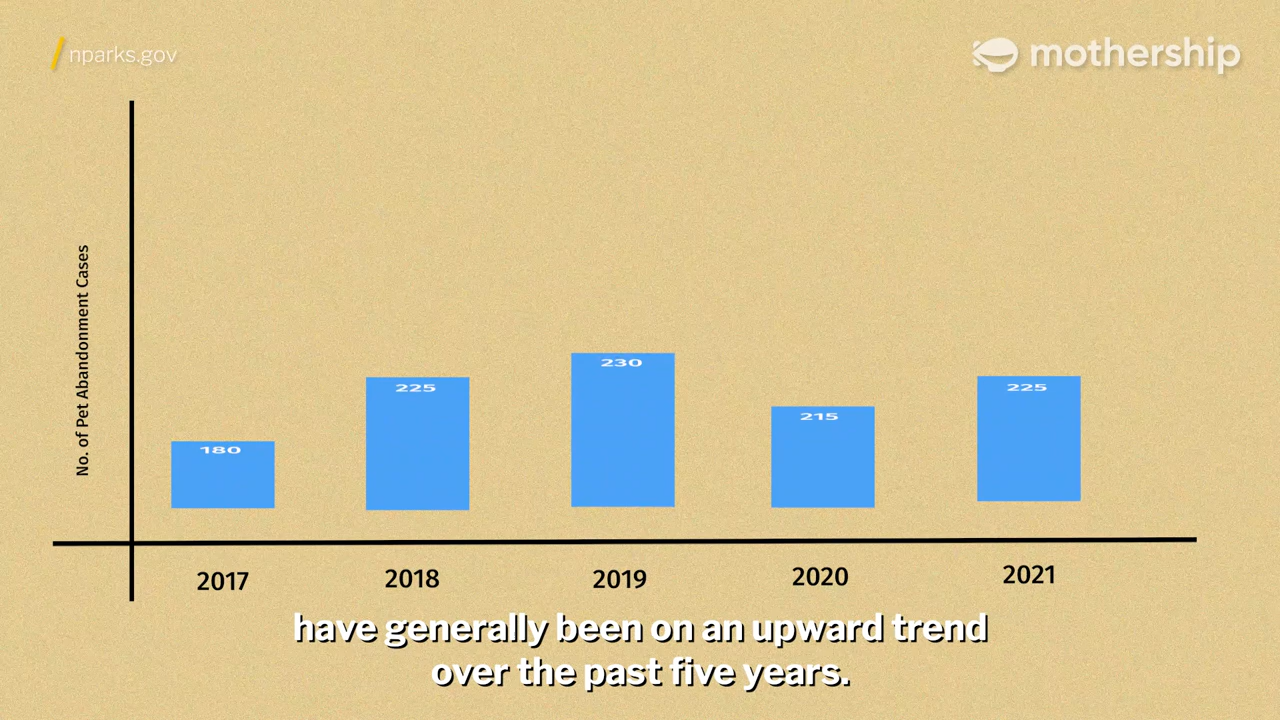 nparks.gov
mothership
No. of Pet Abandonment Cases
180
225
230
215
225
2017
2018
2019
2020
2021
have generally been on an upward trend
over the past five years.